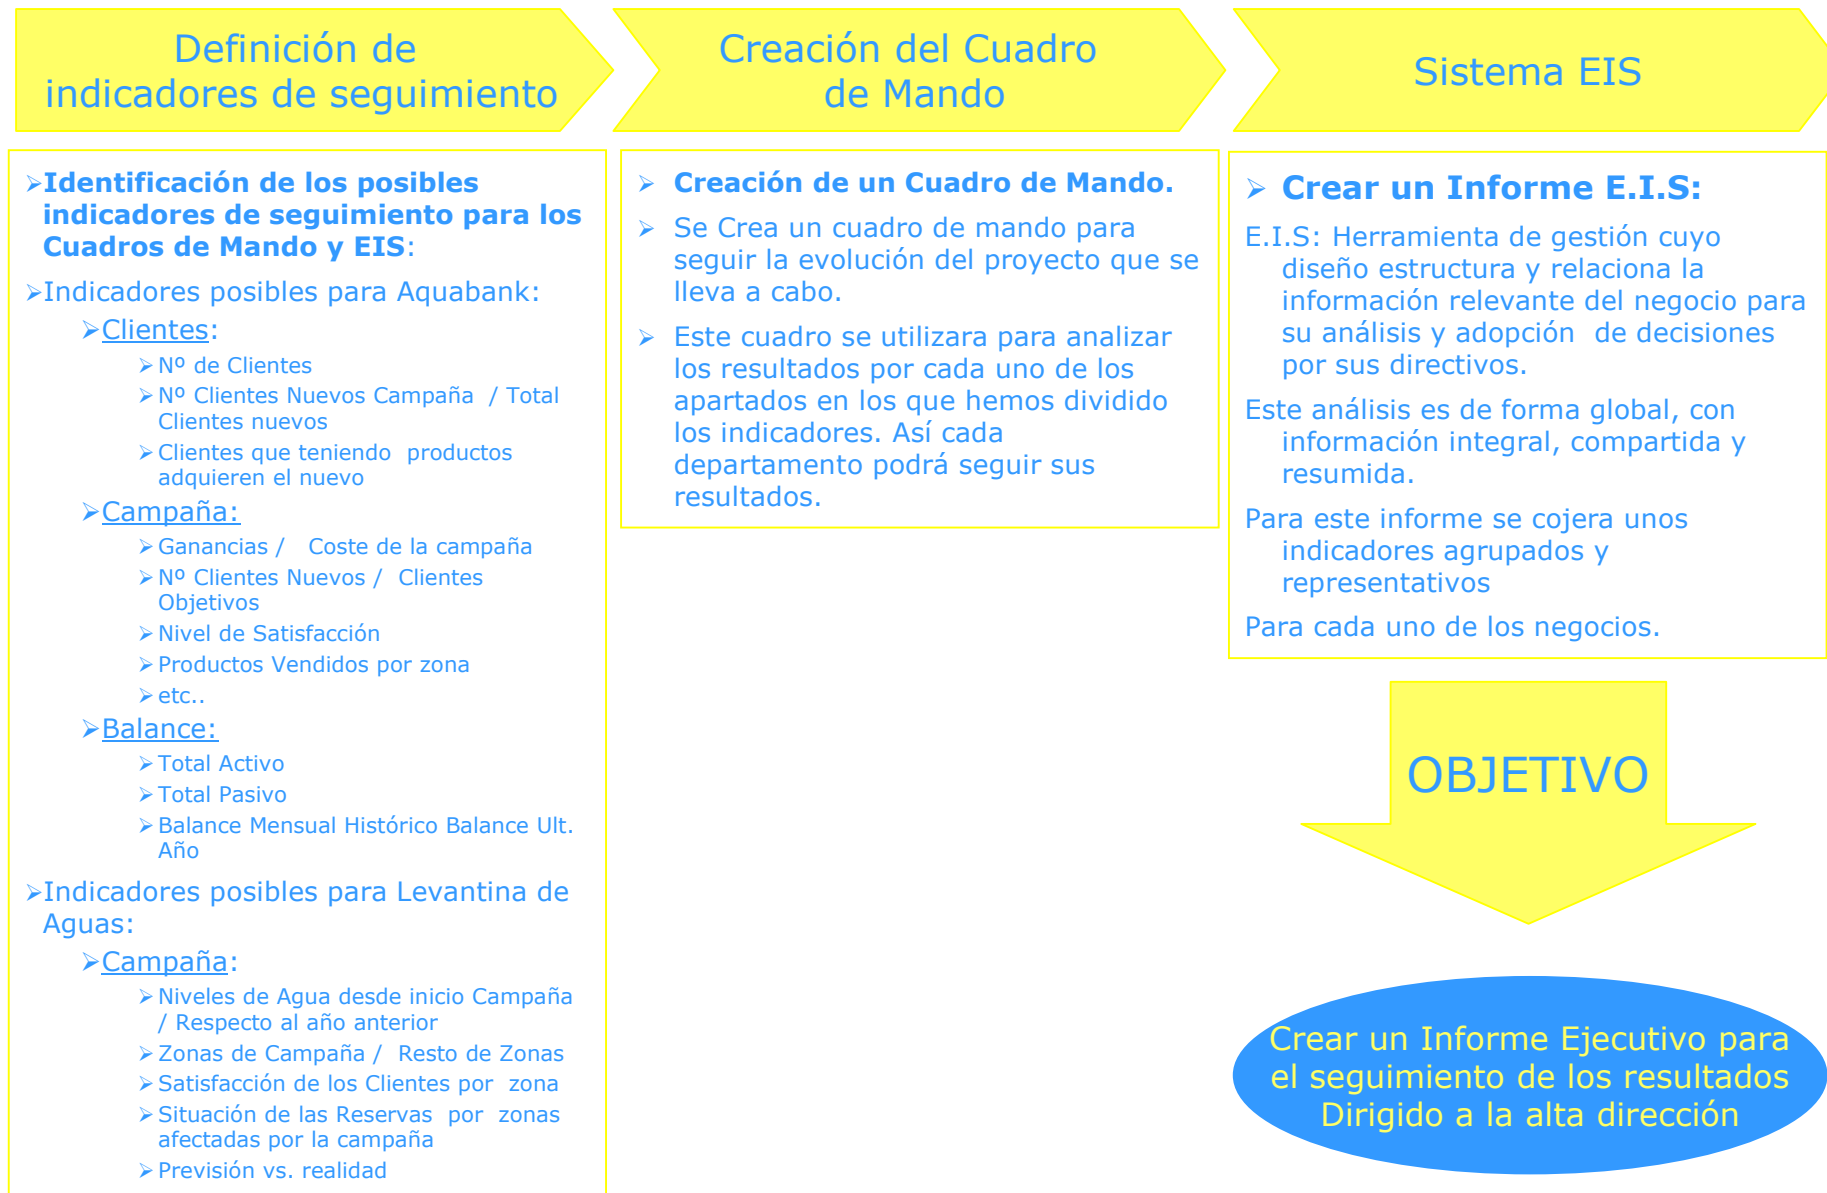 Definición de
indicadores de seguimiento
Creación del Cuadro
de Mando
Sistema EIS
➢Identificación de los posibles
indicadores de seguimiento para los
Cuadros de Mando y EIS:
➢Indicadores posibles para Aquabank:
➢Clientes:
➢Nº de Clientes
➢Nº Clientes Nuevos Campaña / Total
Clientes nuevos
➢Clientes que teniendo productos
adquieren el nuevo
➢Campaña:
➢Ganancias / Coste de la campaña
➢Nº Clientes Nuevos / Clientes
Objetivos
➢Nivel de Satisfacción
➢Productos Vendidos por zona
➢etc..
➢Balance:
➢Total Activo
➢Total Pasivo
➢Balance Mensual Histórico Balance Ult.
Año
➢Indicadores posibles para Levantina de
Aguas:
➢Campaña:
➢Niveles de Agua desde inicio Campaña
/ Respecto al año anterior
➢Zonas de Campaña / Resto de Zonas
➢Satisfacción de los Clientes por zona
➢Situación de las Reservas por zonas
afectadas por la campaña
➢Previsión vs. realidad
➢ Creación de un Cuadro de Mando.
➢ Se Crea un cuadro de mando para
seguir la evolución del proyecto que se
lleva a cabo.
➢ Este cuadro se utilizara para analizar
los resultados por cada uno de los
apartados en los que hemos dividido
los indicadores. Así cada
departamento podrá seguir sus
resultados.
➢ Crear un Informe E.I.S:
E.I.S: Herramienta de gestión cuyo
diseño estructura y relaciona la
información relevante del negocio para
su análisis y adopción de decisiones
por sus directivos.
Este análisis es de forma global, con
información integral, compartida y
resumida.
Para este informe se cojera unos
indicadores agrupados y
representativos
Para cada uno de los negocios.
OBJETIVO
Crear un Informe Ejecutivo para
el seguimiento de los resultados
Dirigido a la alta dirección